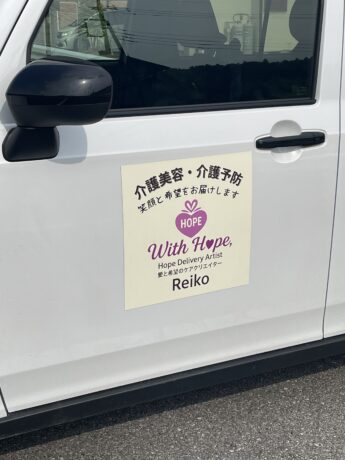 介護美容・介護予防
笑顔と希望をお届けします
HOPE
With Hope,
Hope Delivery Artist
愛と希望のケアクリエイター
Reiko